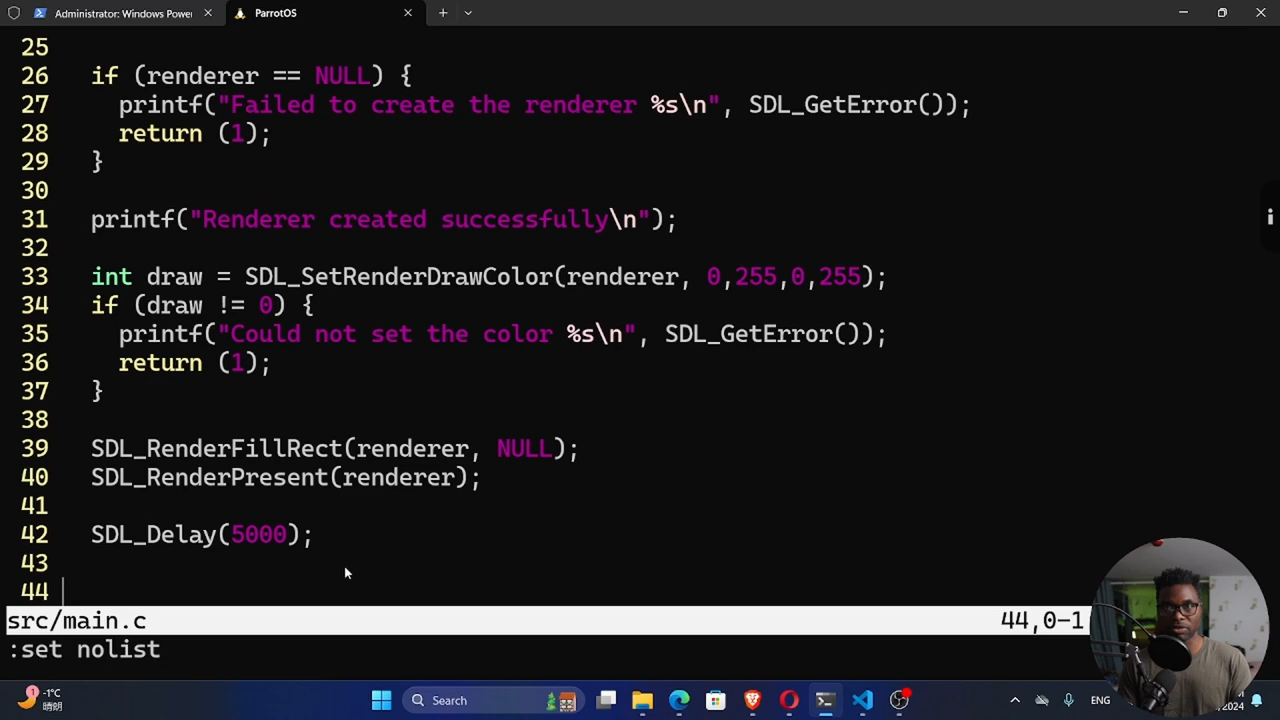 Administrator: Windows Power
ParrotOS
25
26 if (renderer == NULL) {
27 printf("Failed to create the renderer %s\n", SDL_GetError());
28 return (1);
29 }
30
31 printf("Renderer created successfully\n");
32
33 int draw = SDL_SetRenderDrawColor(renderer, 0,255,0,255);
34 if (draw != 0) {
35 printf("Could not set the color %s\n", SDL_GetError());
36 return (1);
37 }
38
39 SDL_RenderFillRect(renderer, NULL);
40 SDL_RenderPresent(renderer);
41
42 SDL_Delay(5000);
43
44
src/main.c 44,0-1
:set nolist
1
-1°C
晴朗
Search
ENG
2024